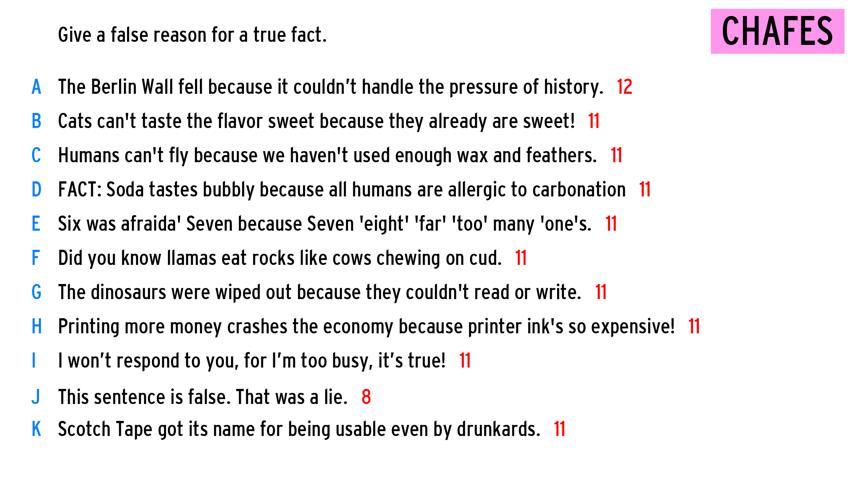 Give a false reason for a true fact.
CHAFES
A The Berlin Wall fell because it couldn’t handle the pressure of history. 12
B Cats can't taste the flavor sweet because they already are sweet! 11
C Humans can't fly because we haven't used enough wax and feathers. 11
D FACT: Soda tastes bubbly because all humans are allergic to carbonation 11
E Six was afraida' Seven because Seven 'eight' 'far' 'too' many 'one's. 11
F Did you know llamas eat rocks like cows chewing on cud. 11
G The dinosaurs were wiped out because they couldn't read or write. 11
H Printing more money crashes the economy because printer ink's so expensive! 11
I I won’t respond to you, for I’m too busy, it’s true! 11
J This sentence is false. That was a lie. 8
K Scotch Tape got its name for being usable even by drunkards. 11